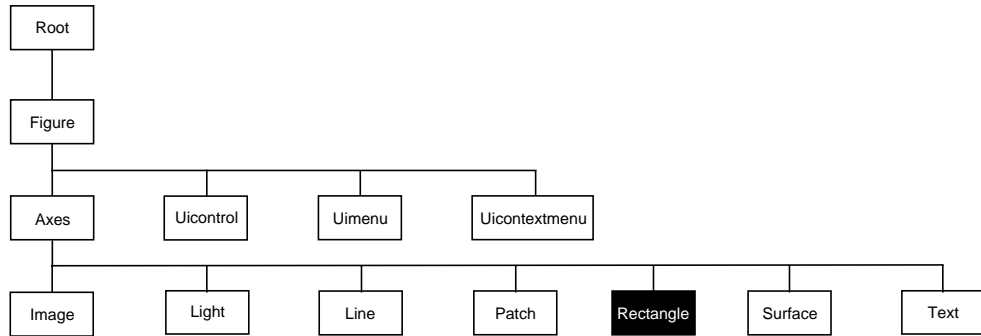 Root
Figure
Axes
Uicontrol
Uimenu
Uicontextmenu
Image
Light
Line
Patch
Rectangle
Surface
Text